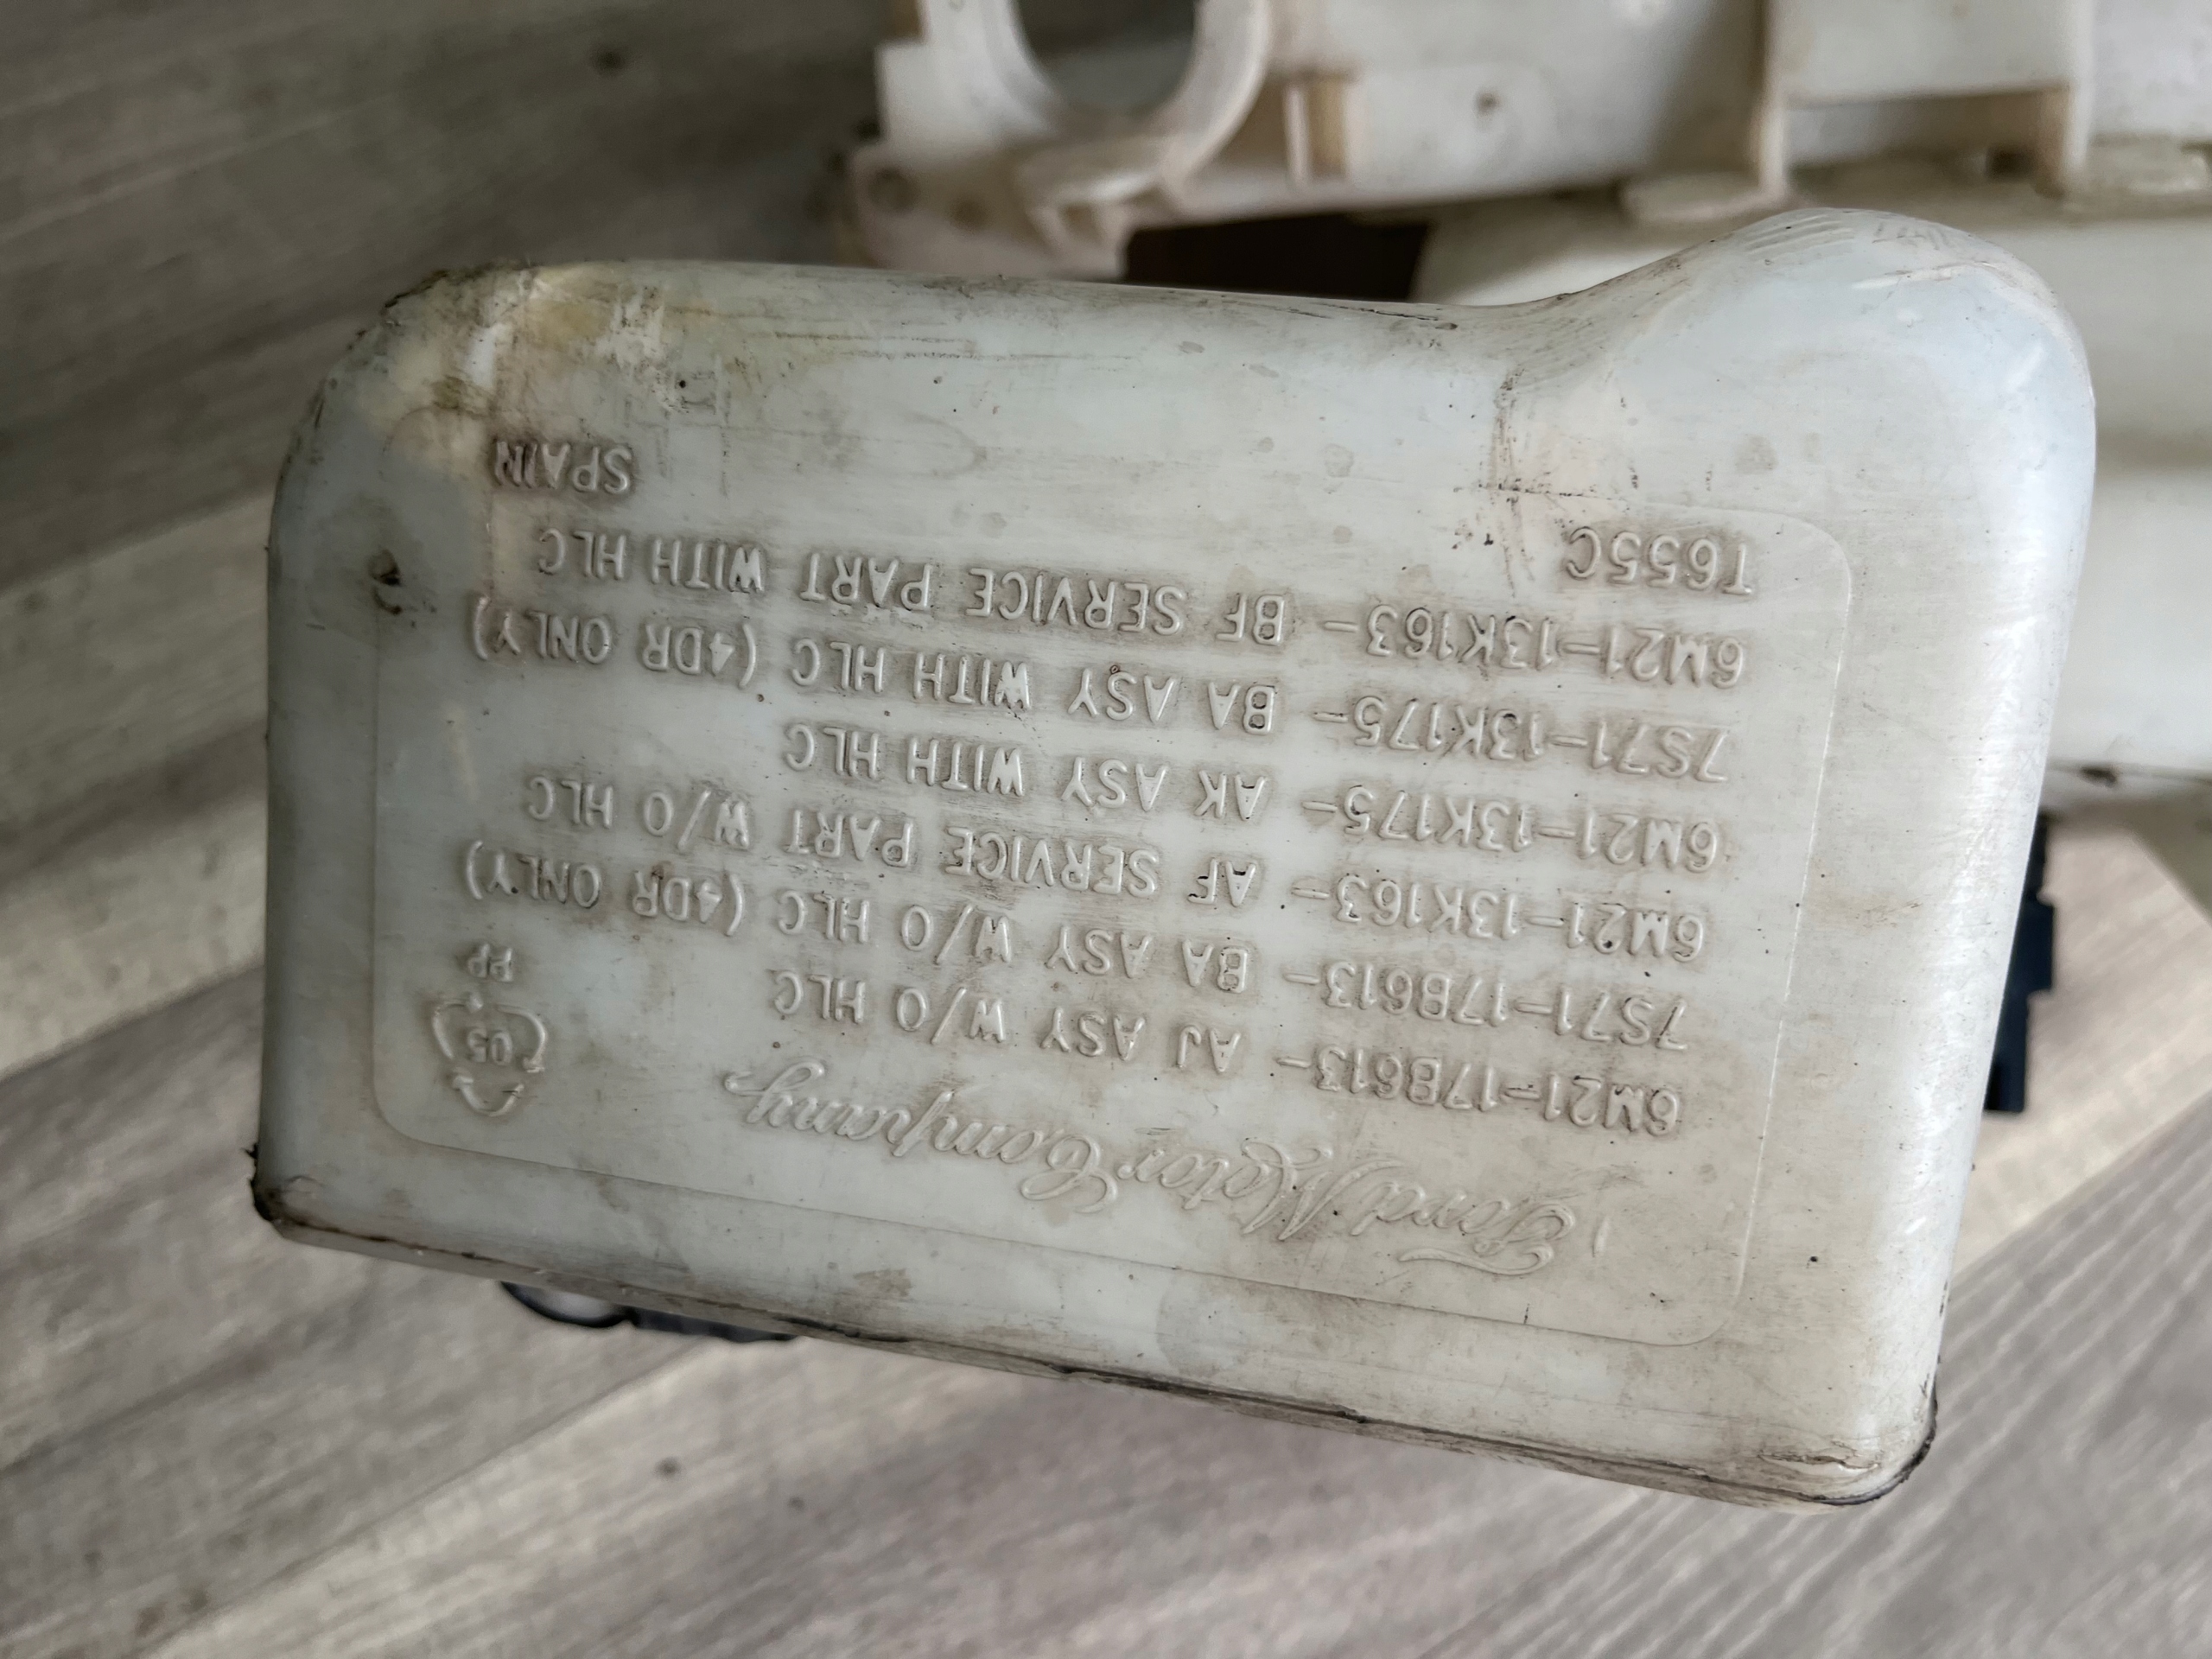 Ford Motor Company
6M21-17B613- AJ ASY W/O HLC
7S71-17B613- BA ASY W/O HLC (4DR ONLY)
6M21-13K163- AF SERVICE PART W/O HLC
6M21-13K175- AK ASY WITH HLC
7S71-13K175- BA ASY WITH HLC (4DR ONLY)
6M21-13K163- BF SERVICE PART WITH HLC
T655C
SPAIN
05
PP